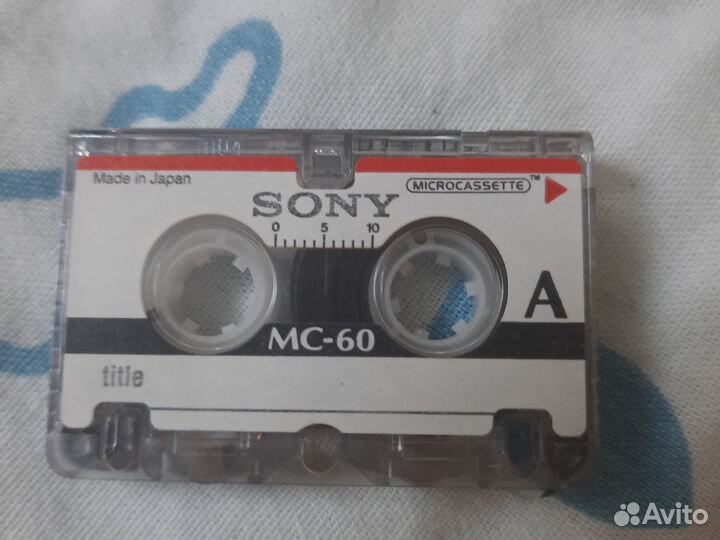 Made in Japan
MICROCASSETTE™
SONY
0 5 10
A
MC-60
title
Avito